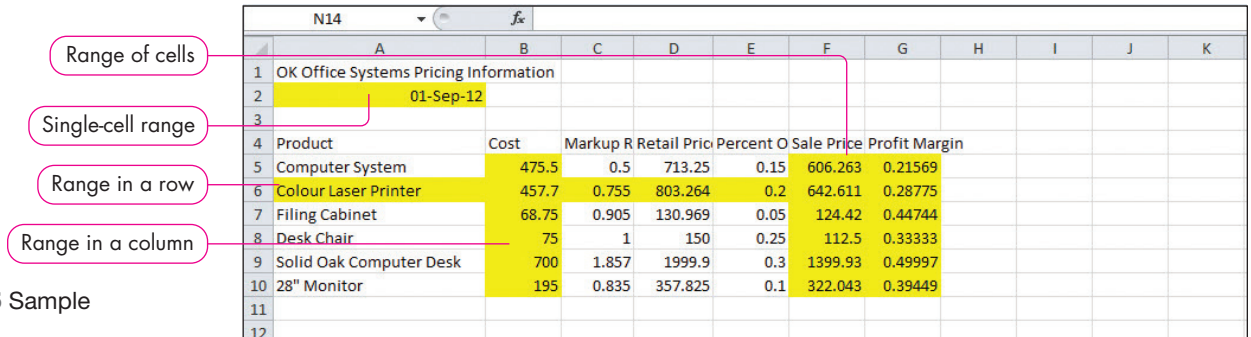 N14 fx
A B C D E F G H I J K
Range of cells
1 OK Office Systems Pricing Information
2 01-Sep-12
Single-cell range
3
4 Product Cost Markup R Retail Pric Percent O Sale Price Profit Margin
5 Computer System 475.5 0.5 713.25 0.15 606.263 0.21569
Range in a row
6 Colour Laser Printer 457.7 0.755 803.264 0.2 642.611 0.28775
7 Filing Cabinet 68.75 0.905 130.969 0.05 124.42 0.44744
Range in a column
8 Desk Chair 75 1 150 0.25 112.5 0.33333
9 Solid Oak Computer Desk 700 1.857 1999.9 0.3 1399.93 0.49997
10 28" Monitor 195 0.835 357.825 0.1 322.043 0.39449
Sample
11
12